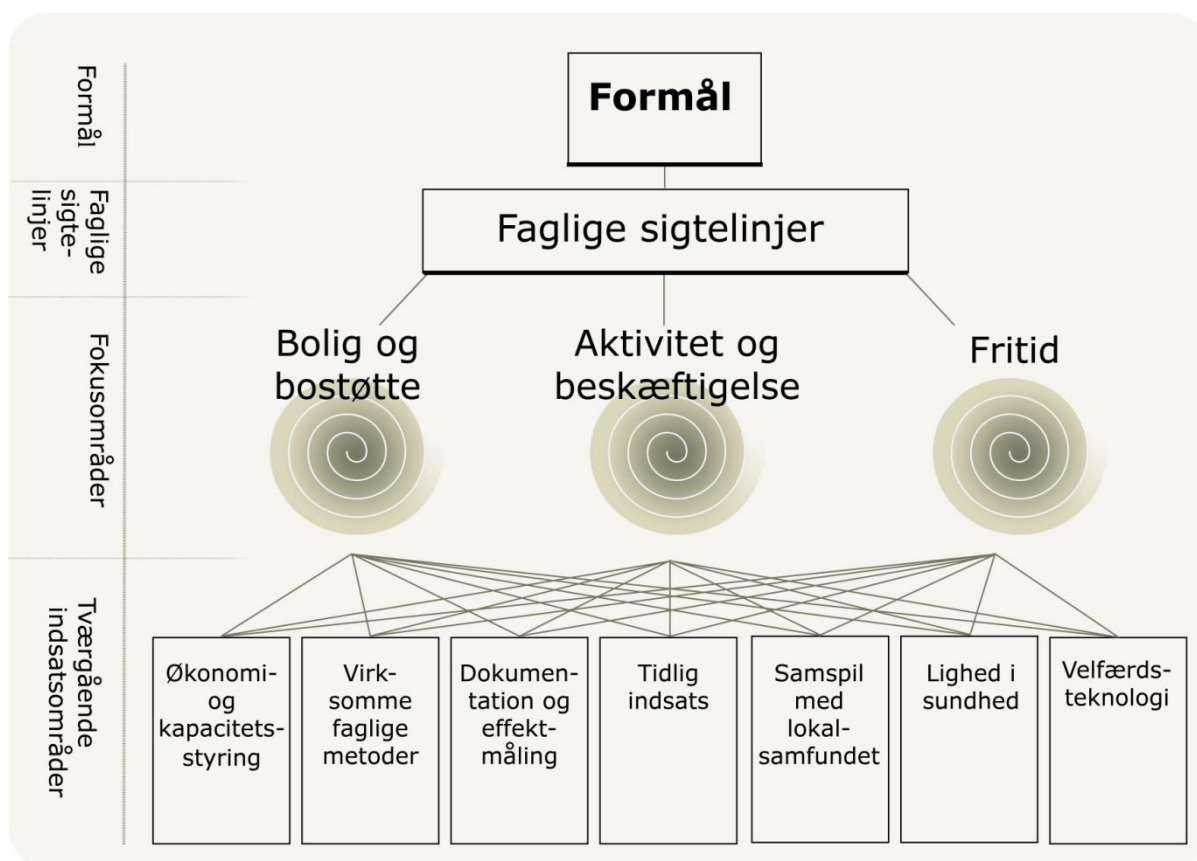 Formål
Formål
Faglige
sigte-
linjer
Faglige sigtelinjer
Fokusområder
Bolig og
bostøtte
Aktivitet og
beskæftigelse
Fritid
Tværgående
indsatsområder
Økonomi-
og
kapacitets-
styring
Virk-
somme
faglige
metoder
Dokumen-
tation og
effekt-
måling
Tidlig
indsats
Samspil
med
lokal-
samfundet
Lighed i
sundhed
Velfærds-
teknologi